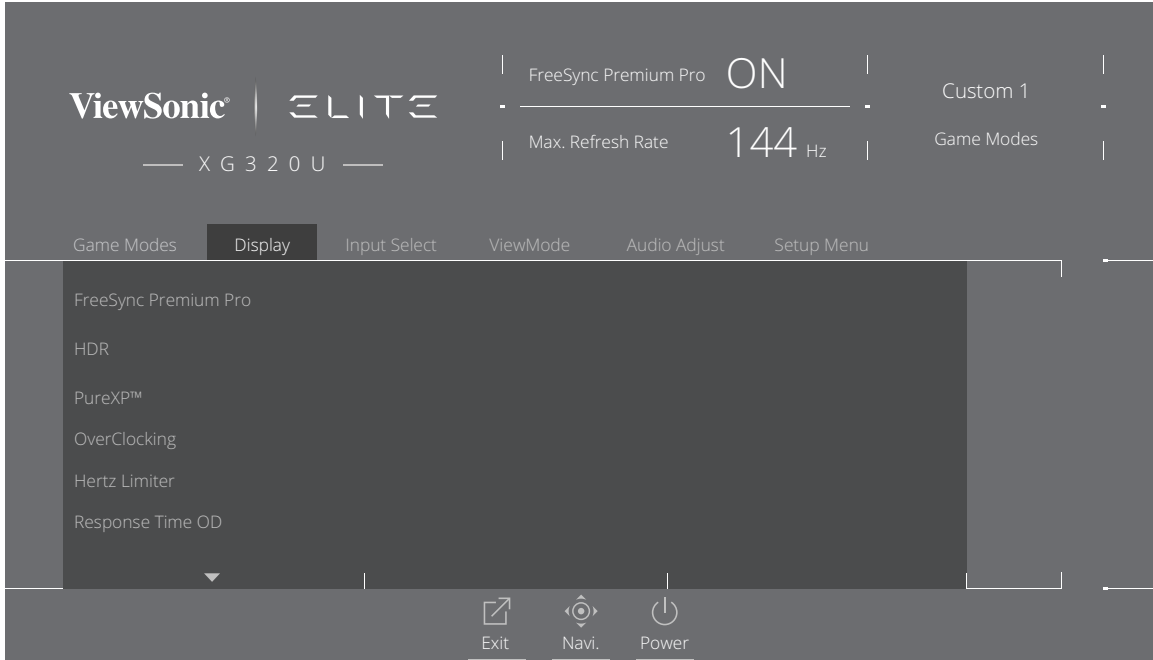 ViewSonic® ELITE
XG320U
FreeSync Premium Pro ON
Max. Refresh Rate 144 Hz
Custom 1
Game Modes
Game Modes Display Input Select ViewMode Audio Adjust Setup Menu
FreeSync Premium Pro
HDR
PureXP™
OverClocking
Hertz Limiter
Response Time OD
Exit Navi. Power